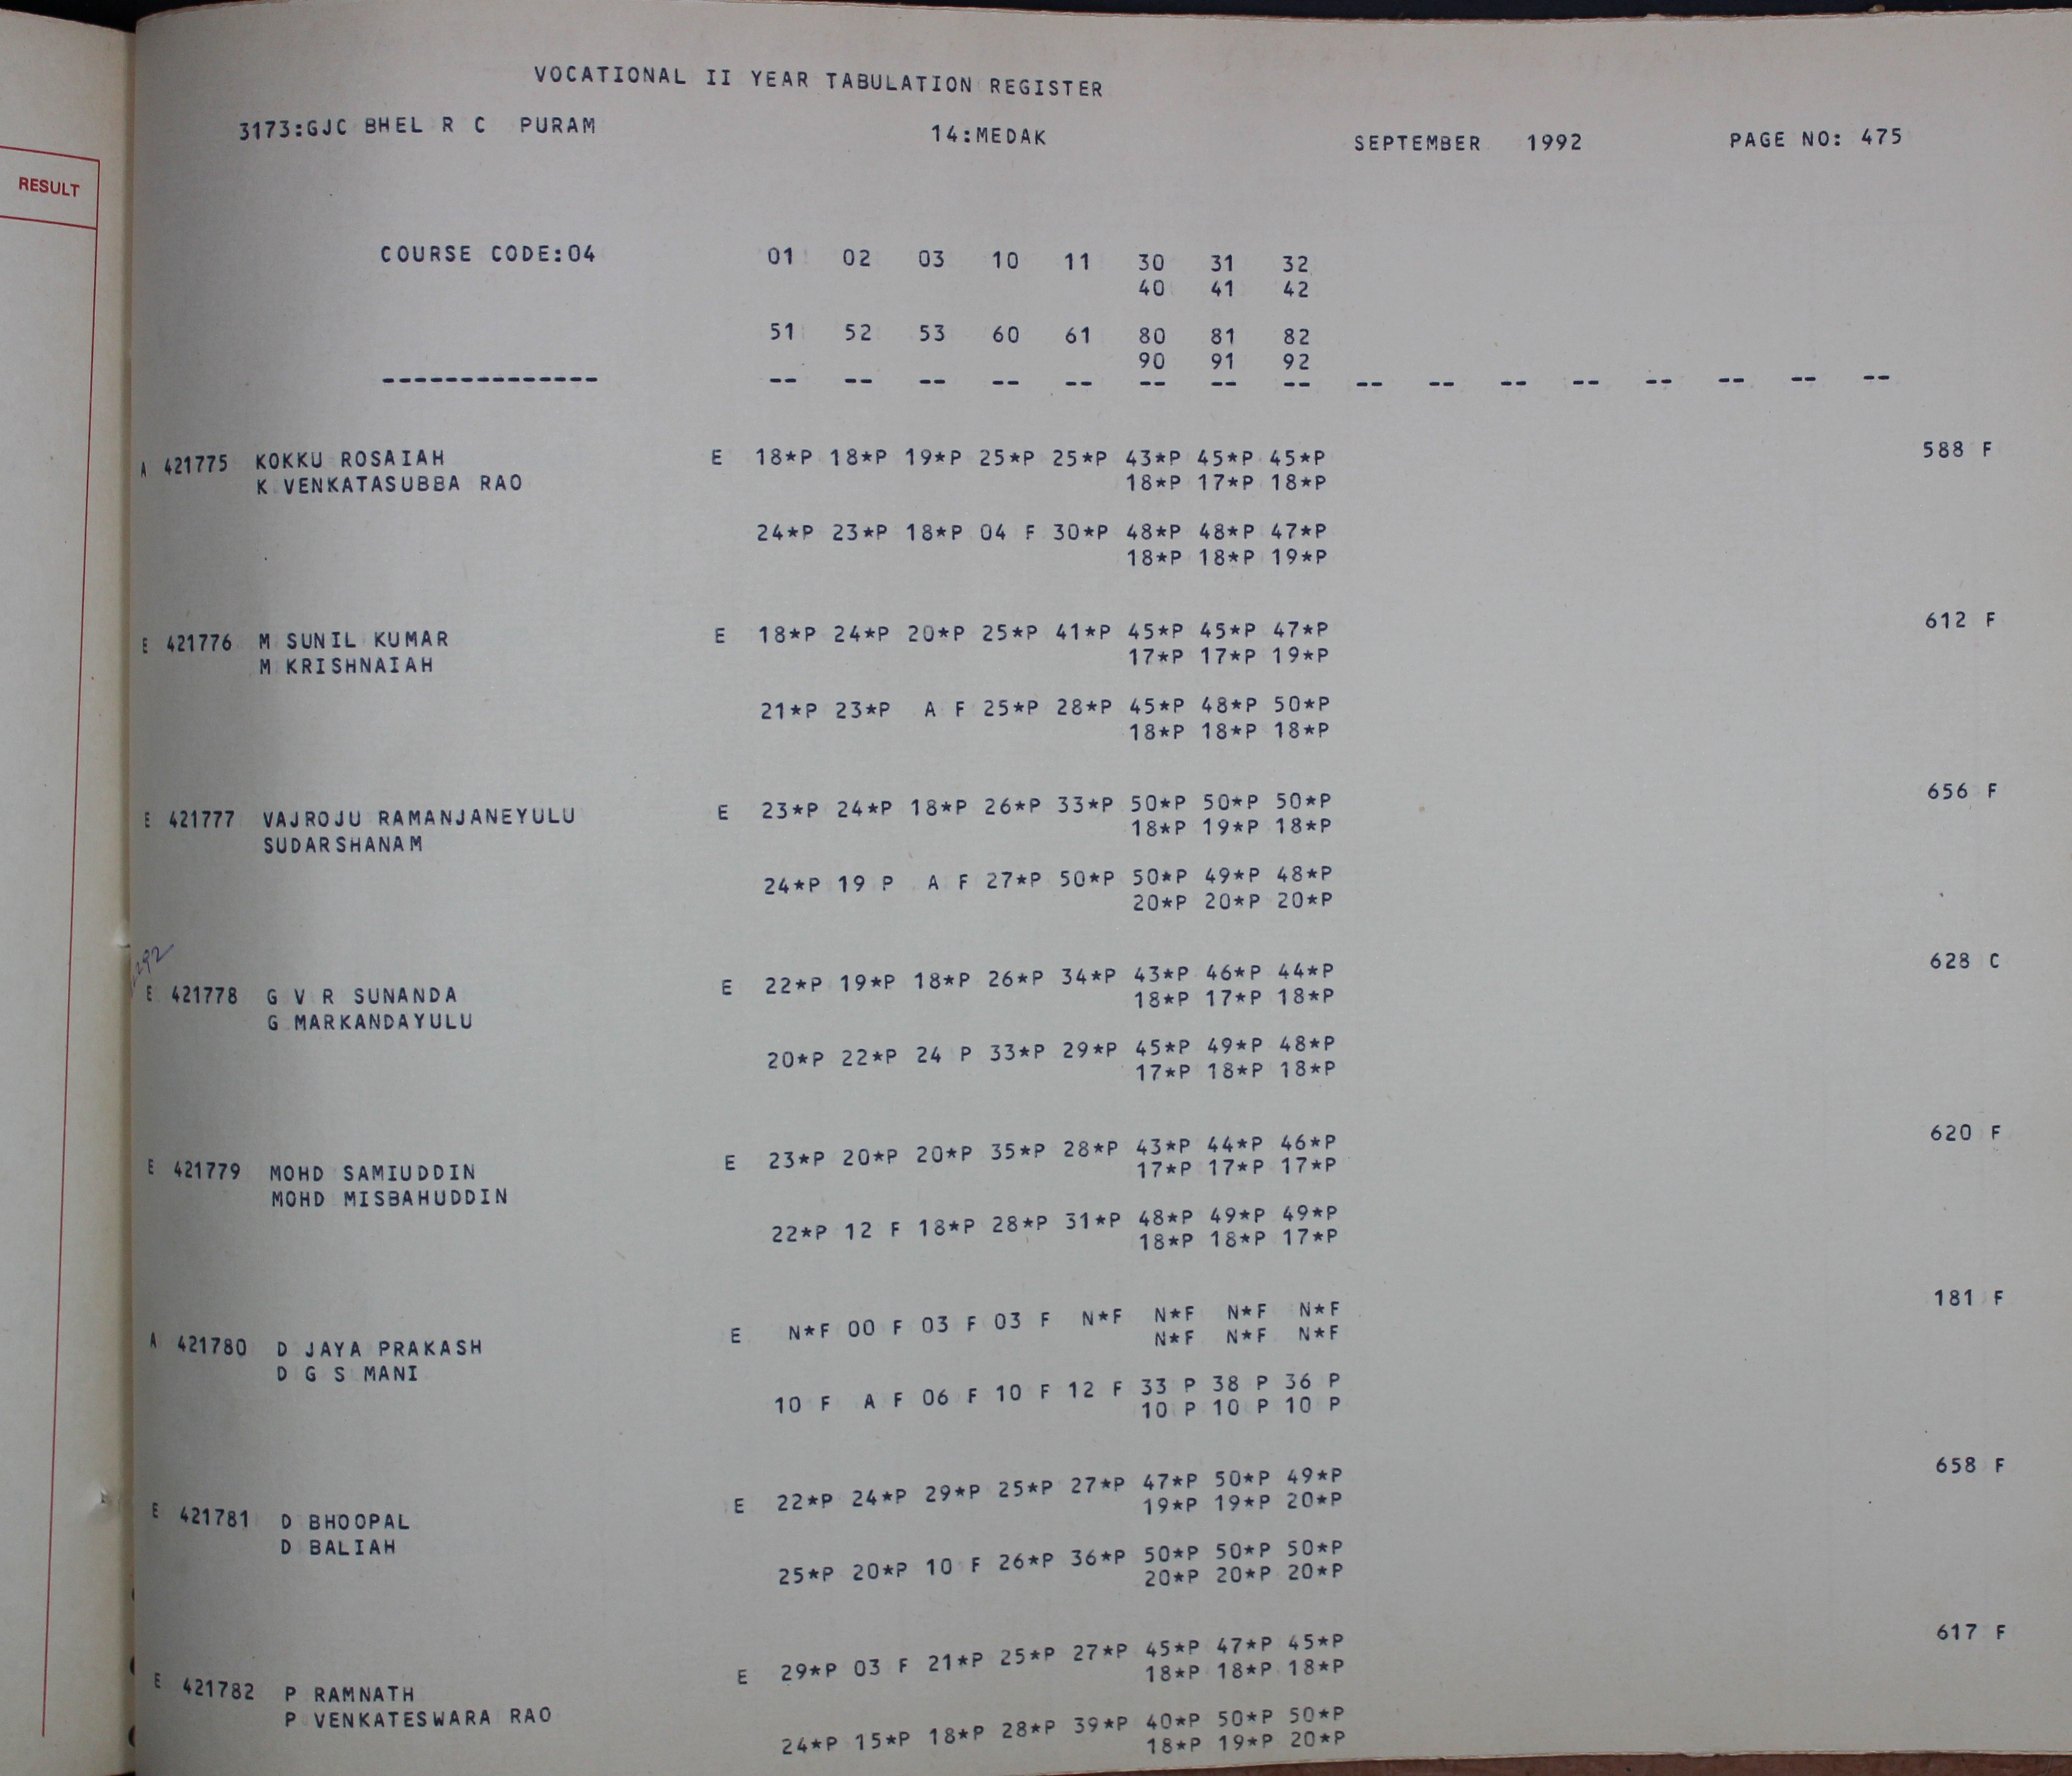 RESULT
VOCATIONAL II YEAR TABULATION REGISTER
3173:GJC BHEL R C PURAM 14:MEDAK SEPTEMBER 1992 PAGE NO: 475
COURSE CODE:04 01 02 03 10 11 30 31 32
40 41 42
51 52 53 60 61 80 81 82
90 91 92
-------------- -- -- -- -- -- -- -- -- -- -- -- -- -- -- -- --
A 421775 KOKKU ROSAIAH E 18*P 18*P 19*P 25*P 25*P 43*P 45*P 45*P 588 F
K VENKATASUBBA RAO 18*P 17*P 18*P
24*P 23*P 18*P 04 F 30*P 48*P 48*P 47*P
18*P 18*P 19*P
E 421776 M SUNIL KUMAR E 18*P 24*P 20*P 25*P 41*P 45*P 45*P 47*P 612 F
M KRISHNAIAH 17*P 17*P 19*P
21*P 23*P A F 25*P 28*P 45*P 48*P 50*P
18*P 18*P 18*P
E 421777 VAJROJU RAMANJANEYULU E 23*P 24*P 18*P 26*P 33*P 50*P 50*P 50*P 656 F
SUDARSHANAM 18*P 19*P 18*P
24*P 19 P A F 27*P 50*P 50*P 49*P 48*P
20*P 20*P 20*P
E 421778 G V R SUNANDA E 22*P 19*P 18*P 26*P 34*P 43*P 46*P 44*P 628 C
G MARKANDAYULU 18*P 17*P 18*P
20*P 22*P 24 P 33*P 29*P 45*P 49*P 48*P
17*P 18*P 18*P
E 421779 MOHD SAMIUDDIN E 23*P 20*P 20*P 35*P 28*P 43*P 44*P 46*P 620 F
MOHD MISBAHUDDIN 17*P 17*P 17*P
22*P 12 F 18*P 28*P 31*P 48*P 49*P 49*P
18*P 18*P 17*P
A 421780 D JAYA PRAKASH E N*F 00 F 03 F 03 F N*F N*F N*F N*F 181 F
D G S MANI N*F N*F N*F
10 F A F 06 F 10 F 12 F 33 P 38 P 36 P
10 P 10 P 10 P
E 421781 D BHOOPAL E 22*P 24*P 29*P 25*P 27*P 47*P 50*P 49*P 658 F
D BALIAH 19*P 19*P 20*P
25*P 20*P 10 F 26*P 36*P 50*P 50*P 50*P
20*P 20*P 20*P
E 421782 P RAMNATH E 29*P 03 F 21*P 25*P 27*P 45*P 47*P 45*P 617 F
P VENKATESWARA RAO 18*P 18*P 18*P
24*P 15*P 18*P 28*P 39*P 40*P 50*P 50*P
18*P 19*P 20*P